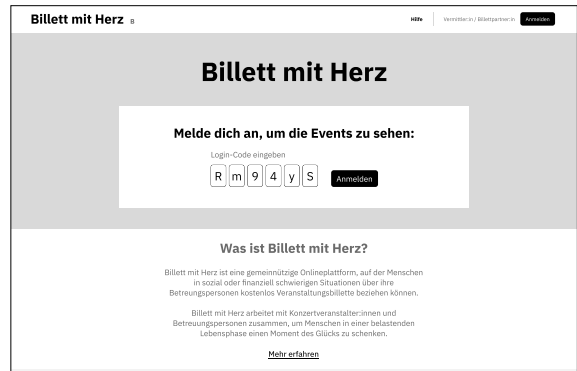 Billett mit Herz B
Hilfe Vermittler:in / Billettpartner:in Anmelden
Billett mit Herz
Melde dich an, um die Events zu sehen:
Login-Code eingeben
R m 9 4 y S Anmelden
Was ist Billett mit Herz?
Billett mit Herz ist eine gemeinnützige Onlineplattform, auf der Menschen
in sozial oder finanziell schwierigen Situationen über ihre
Betreungspersonen kostenlos Veranstaltungsbillette beziehen können.
Billett mit Herz arbeitet mit Konzertveranstalter:innen und
Betreuungspersonen zusammen, um Menschen in einer belastenden
Lebensphase einen Moment des Glücks zu schenken.
Mehr erfahren